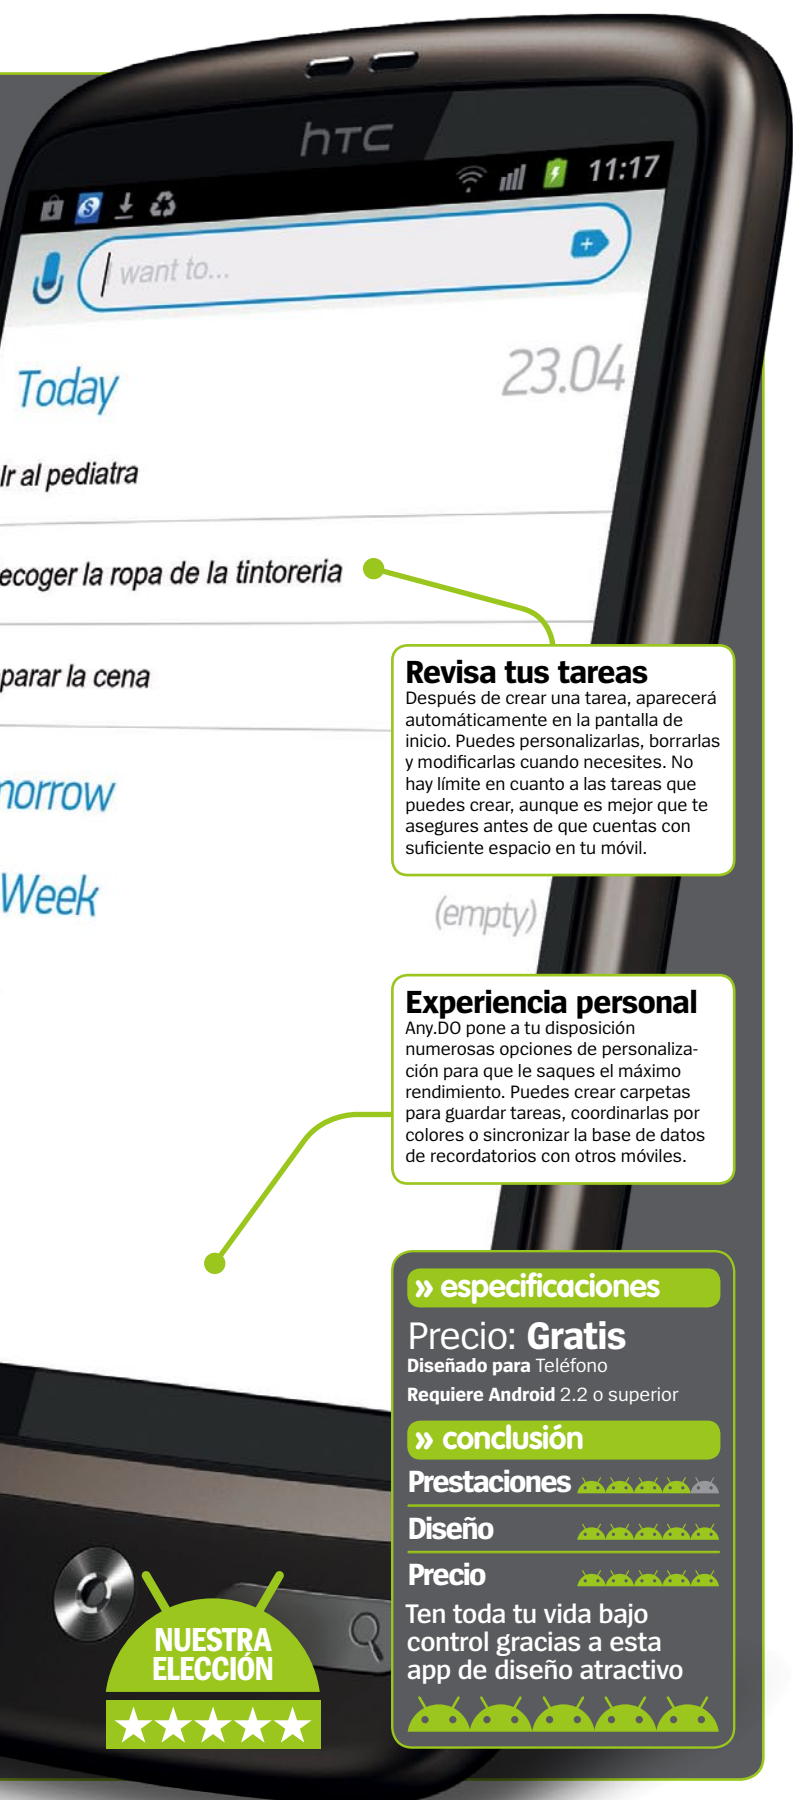 hTC
11:17
I want to...
Today
23.04
Ir al pediatra
ecoger la ropa de la tintoreria
parar la cena
morrow
Week
(empty)
Revisa tus tareas
Después de crear una tarea, aparecerá
automáticamente en la pantalla de
inicio. Puedes personalizarlas, borrarlas
y modificarlas cuando necesites. No
hay límite en cuanto a las tareas que
puedes crear, aunque es mejor que te
asegures antes de que cuentas con
suficiente espacio en tu móvil.
Experiencia personal
Any.DO pone a tu disposición
numerosas opciones de personaliza-
ción para que le saques el máximo
rendimiento. Puedes crear carpetas
para guardar tareas, coordinarlas por
colores o sincronizar la base de datos
de recordatorios con otros móviles.
» especificaciones
Precio: Gratis
Diseñado para Teléfono
Requiere Android 2.2 o superior
» conclusión
Prestaciones
Diseño
Precio
Ten toda tu vida bajo
control gracias a esta
app de diseño atractivo
NUESTRA
ELECCIÓN